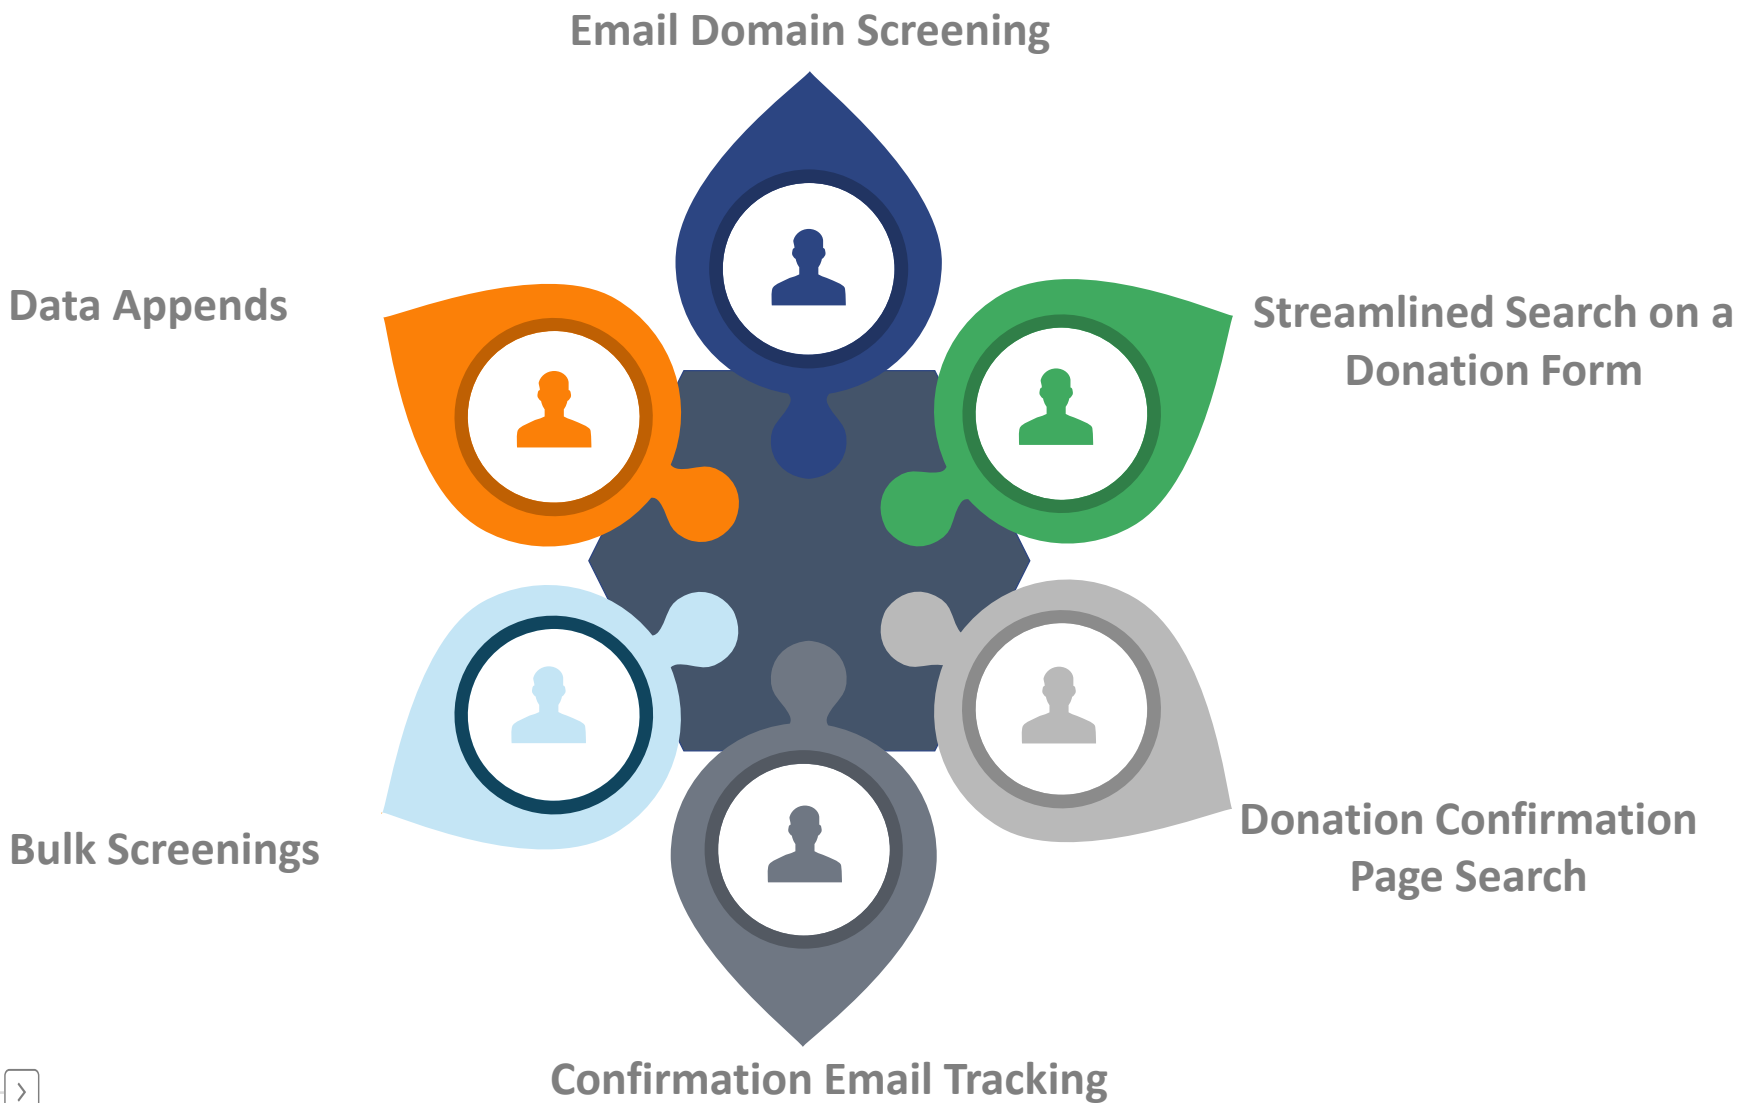 Email Domain Screening
Data Appends
Streamlined Search on a
Donation Form
Bulk Screenings
Donation Confirmation
Page Search
Confirmation Email Tracking